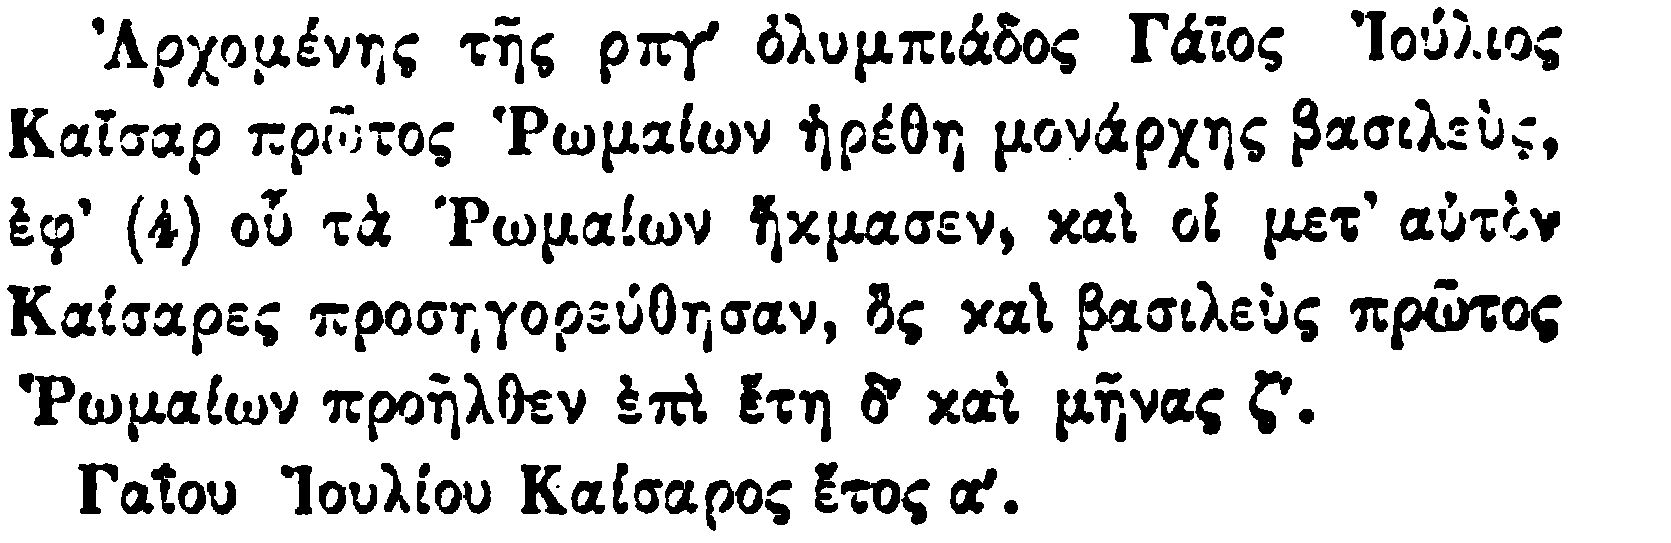 Ἀρχομένης τῆς ρπγ′ ὀλυμπιάδος Γάϊος Ἰούλιος
Καῖσαρ πρῶτος Ῥωμαίων ἡρέθη μονάρχης βασιλεὺς,
ἐφ’ (4) οὗ τὰ Ῥωμαίων ἤκμασεν, καὶ οἱ μετ’ αὐτὸν
Καίσαρες προσηγορεύθησαν, ὃς καὶ βασιλεὺς πρῶτος
Ῥωμαίων προῆλθεν ἐπὶ ἔτη δ′ καὶ μῆνας ζ′.
Γαΐου Ἰουλίου Καίσαρος ἔτος α′.